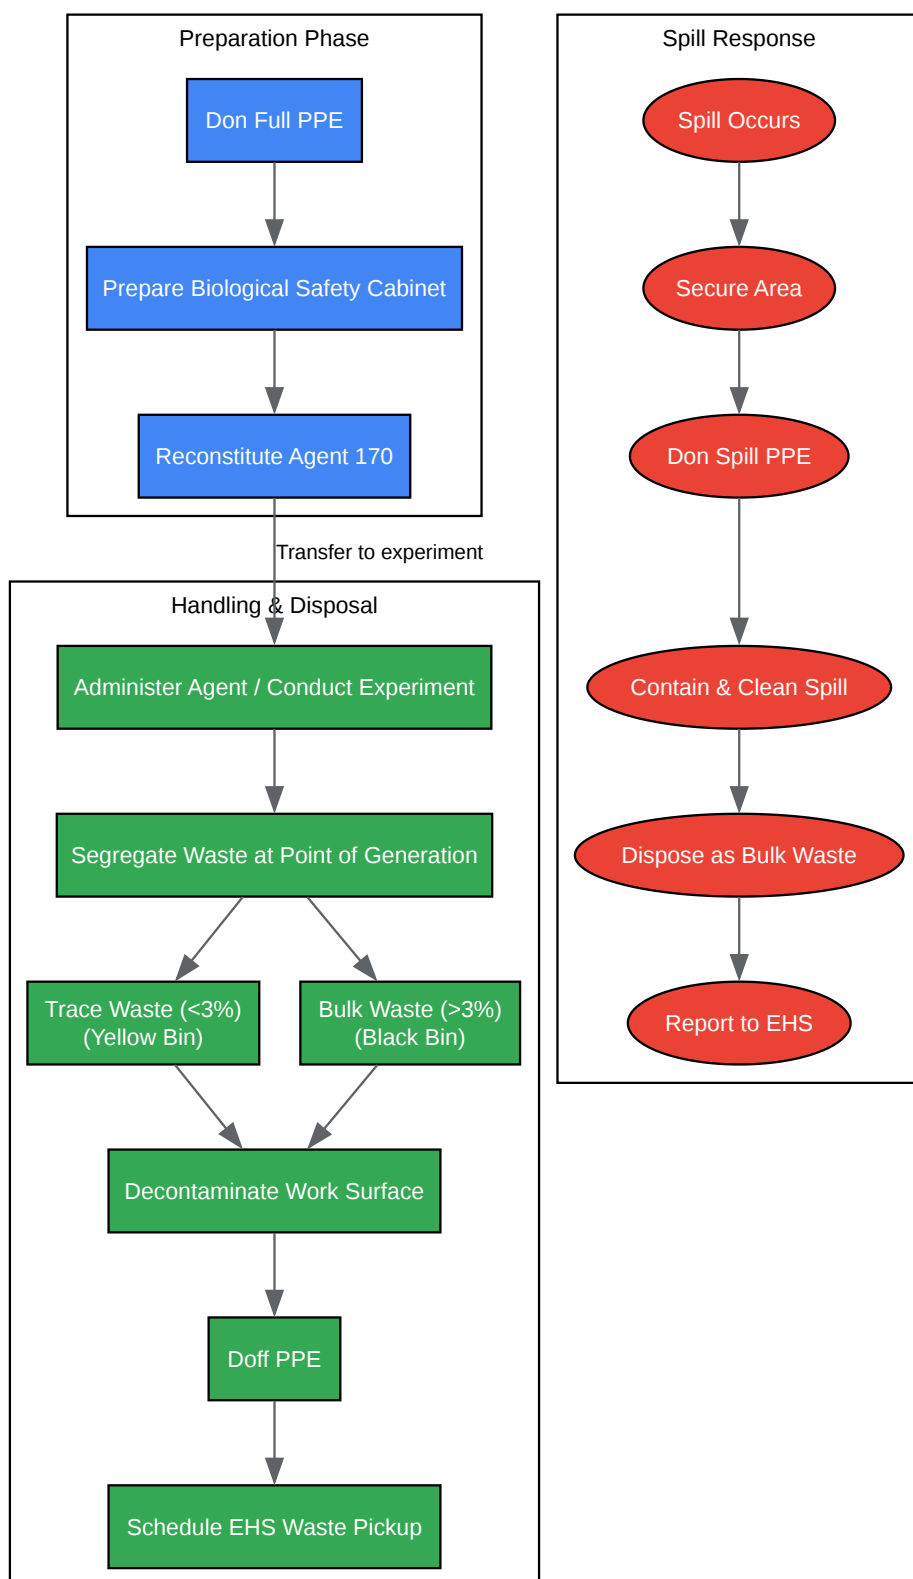 Preparation Phase
Don Full PPE
Prepare Biological Safety Cabinet
Reconstitute Agent 170
Transfer to experiment
Handling & Disposal
Administer Agent / Conduct Experiment
Segregate Waste at Point of Generation
Trace Waste (<3%)
(Yellow Bin)
Bulk Waste (>3%)
(Black Bin)
Decontaminate Work Surface
Doff PPE
Schedule EHS Waste Pickup
Spill Response
Spill Occurs
Secure Area
Don Spill PPE
Contain & Clean Spill
Dispose as Bulk Waste
Report to EHS